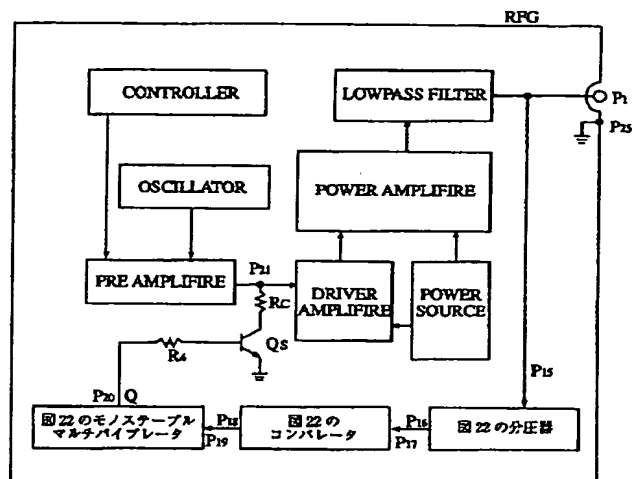 RFG
CONTROLLER
LOWPASS FILTER
P1
P25
OSCILLATOR
POWER AMPLIFIRE
PRE AMPLIFIRE
P21
RC
DRIVER
AMPLIFIRE
POWER
SOURCE
QS
R4
P15
P20
Q
図22のモノステーブル
マルチバイブレータ
P18
P19
図22の
コンパレータ
P16
P17
図22の分圧器